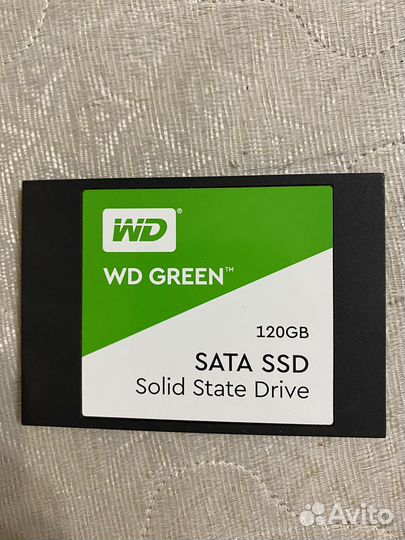 WD®
WD GREEN™
120GB
SATA SSD
Solid State Drive
Avito